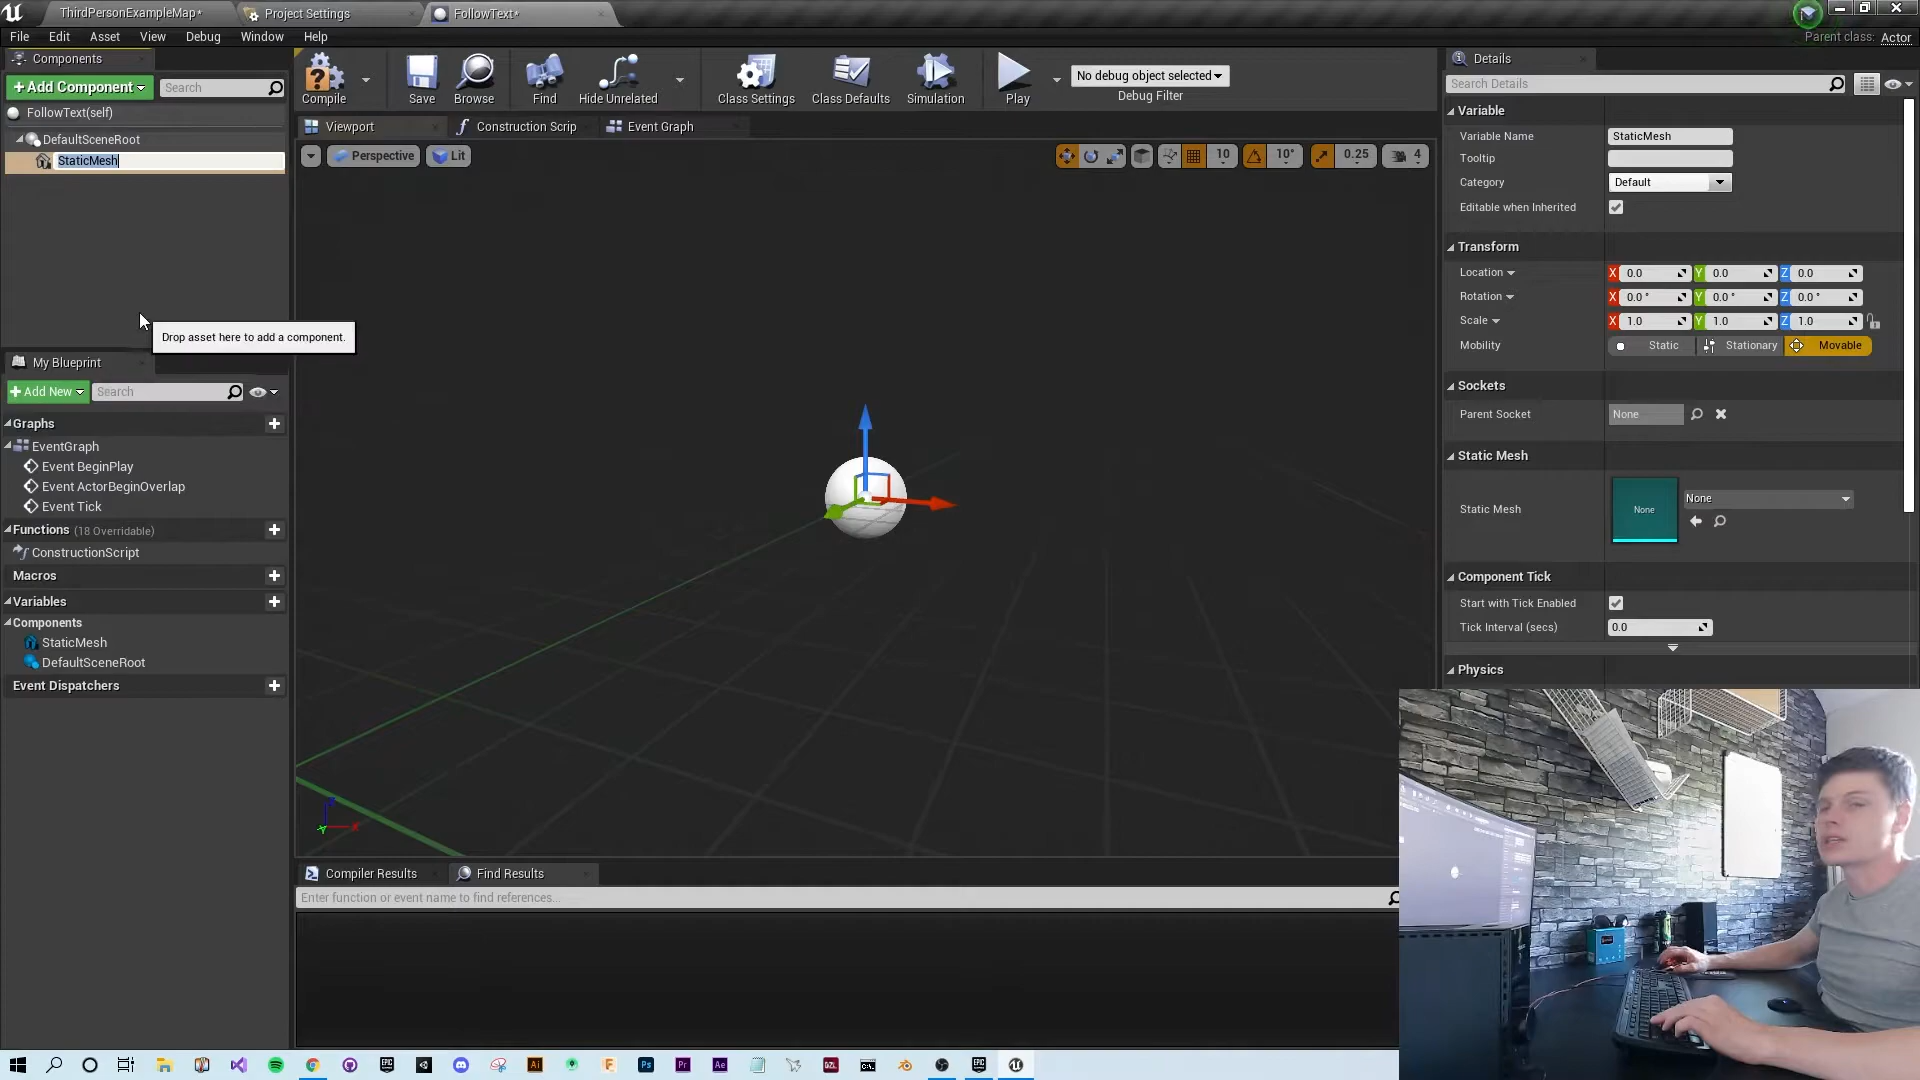 ThirdPersonExampleMap*
Project Settings
FollowText*
File Edit Asset View Debug Window Help
Parent class: Actor
Components
+ Add Component
Search
FollowText(self)
DefaultSceneRoot
StaticMesh
Drop asset here to add a component.
My Blueprint
+ Add New
Search
Graphs
EventGraph
Event BeginPlay
Event ActorBeginOverlap
Event Tick
Functions (18 Overridable)
ConstructionScript
Macros
Variables
Components
StaticMesh
DefaultSceneRoot
Event Dispatchers
Compile
Save
Browse
Find
Hide Unrelated
Class Settings
Class Defaults
Simulation
Play
No debug object selected
Debug Filter
Viewport
Construction Scrip
Event Graph
Perspective
Lit
10
10°
0.25
4
Compiler Results
Find Results
Enter function or event name to find references...
Details
Search Details
Variable
Variable Name StaticMesh
Tooltip
Category Default
Editable when Inherited
Transform
Location X 0.0 Y 0.0 Z 0.0
Rotation X 0.0 ° Y 0.0 ° Z 0.0 °
Scale X 1.0 Y 1.0 Z 1.0
Mobility Static Stationary Movable
Sockets
Parent Socket None
Static Mesh
Static Mesh None None
Component Tick
Start with Tick Enabled
Tick Interval (secs) 0.0
Physics